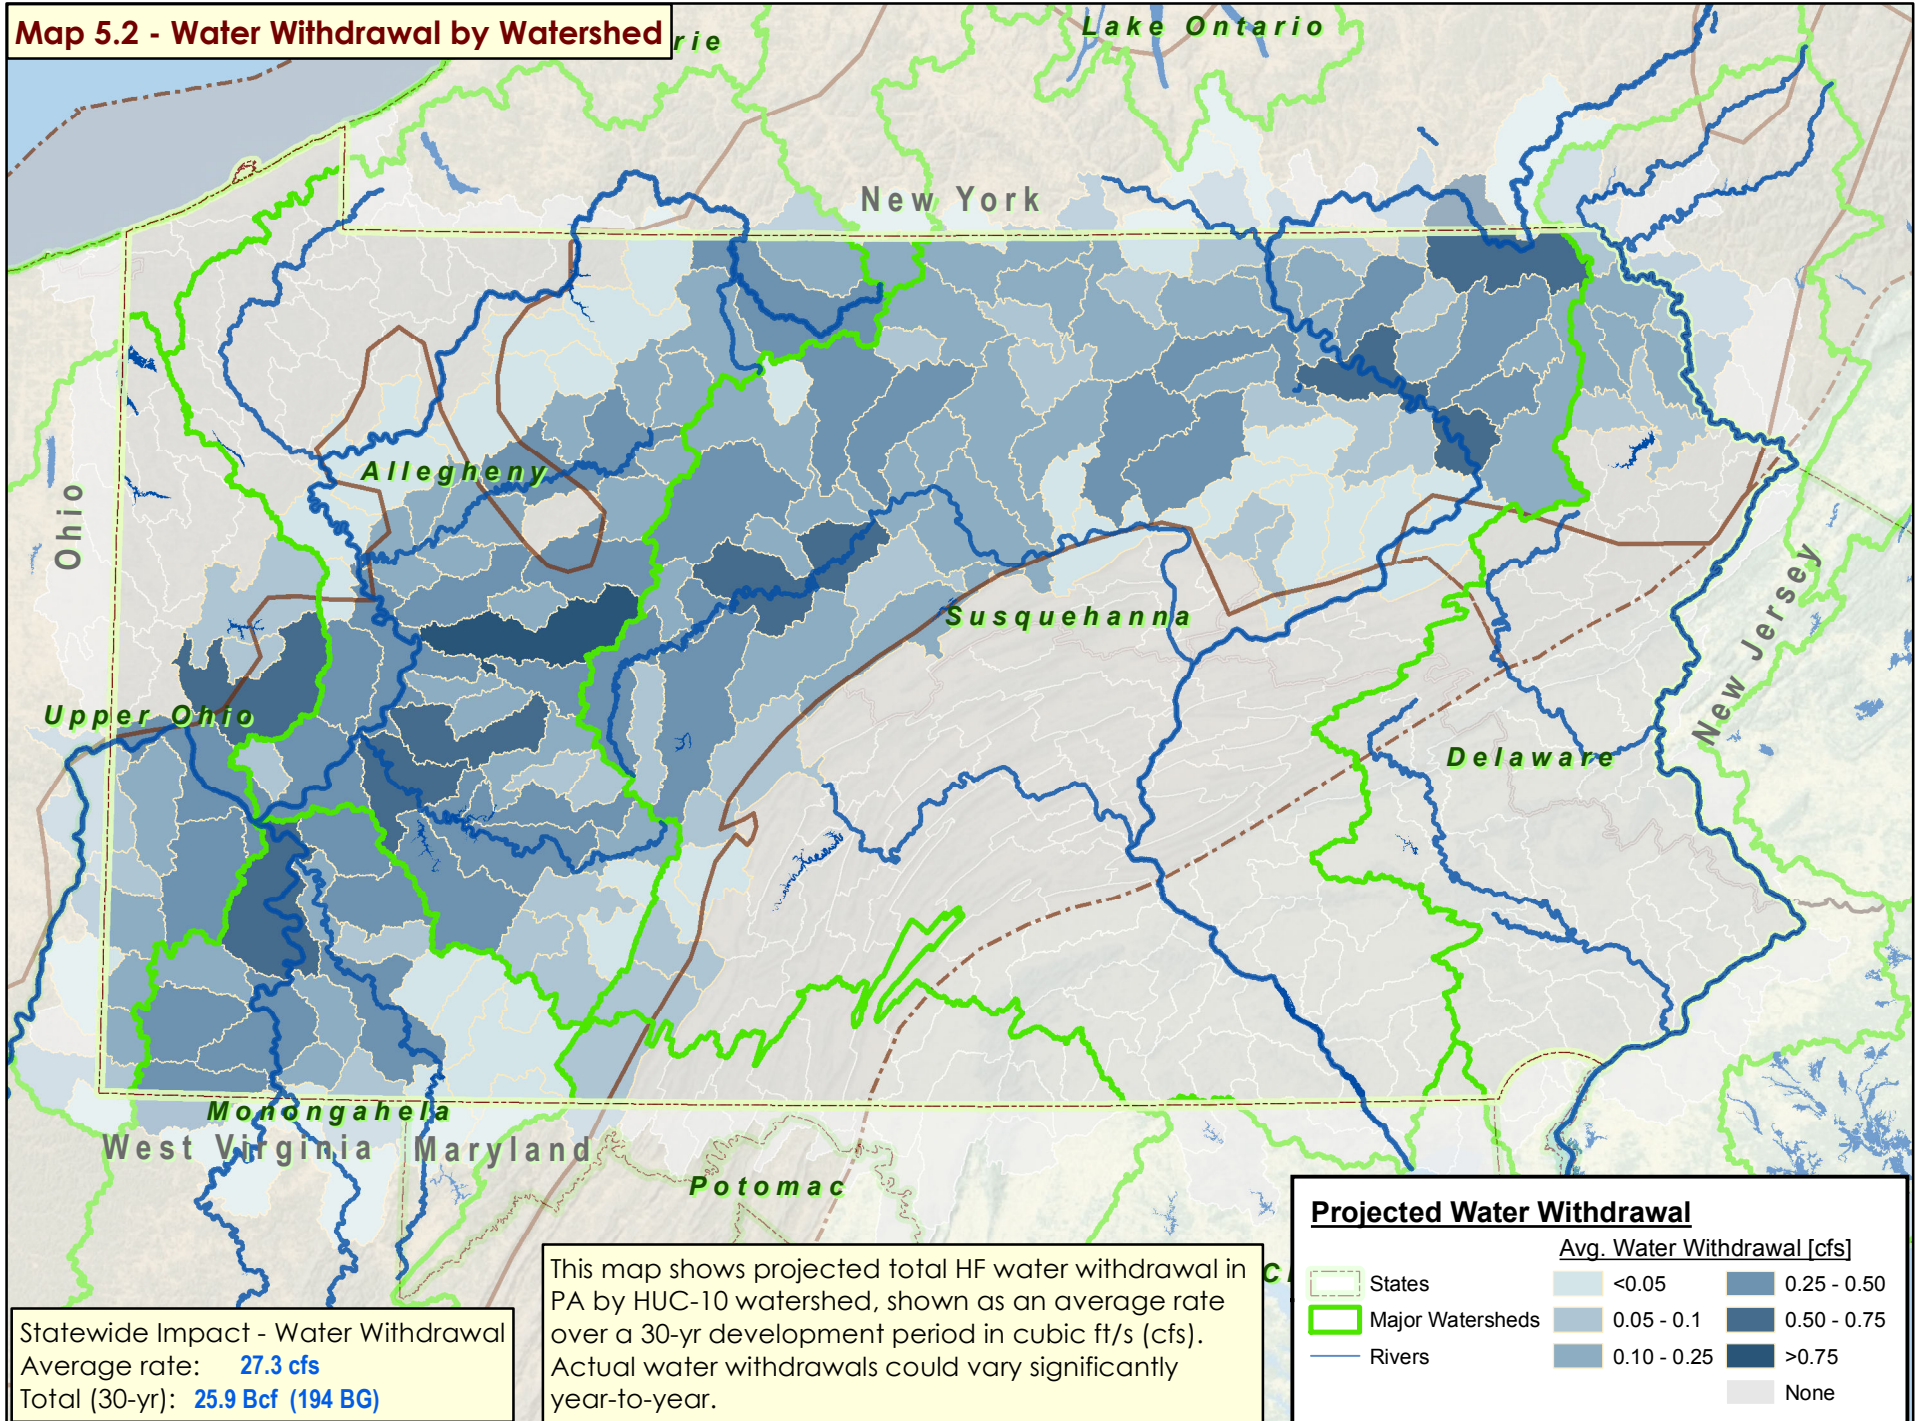 Map 5.2 - Water Withdrawal by Watershed
rie
Lake Ontario
New York
Allegheny
Ohio
Susquehanna
New Jersey
Upper Ohio
Delaware
Monongahela
West Virginia
Maryland
Potomac
Statewide Impact - Water Withdrawal
Average rate: 27.3 cfs
Total (30-yr): 25.9 Bcf (194 BG)
This map shows projected total HF water withdrawal in
PA by HUC-10 watershed, shown as an average rate
over a 30-yr development period in cubic ft/s (cfs).
Actual water withdrawals could vary significantly
year-to-year.
Projected Water Withdrawal
Avg. Water Withdrawal [cfs]
States
<0.05
0.25 - 0.50
Major Watersheds
0.05 - 0.1
0.50 - 0.75
Rivers
0.10 - 0.25
>0.75
None